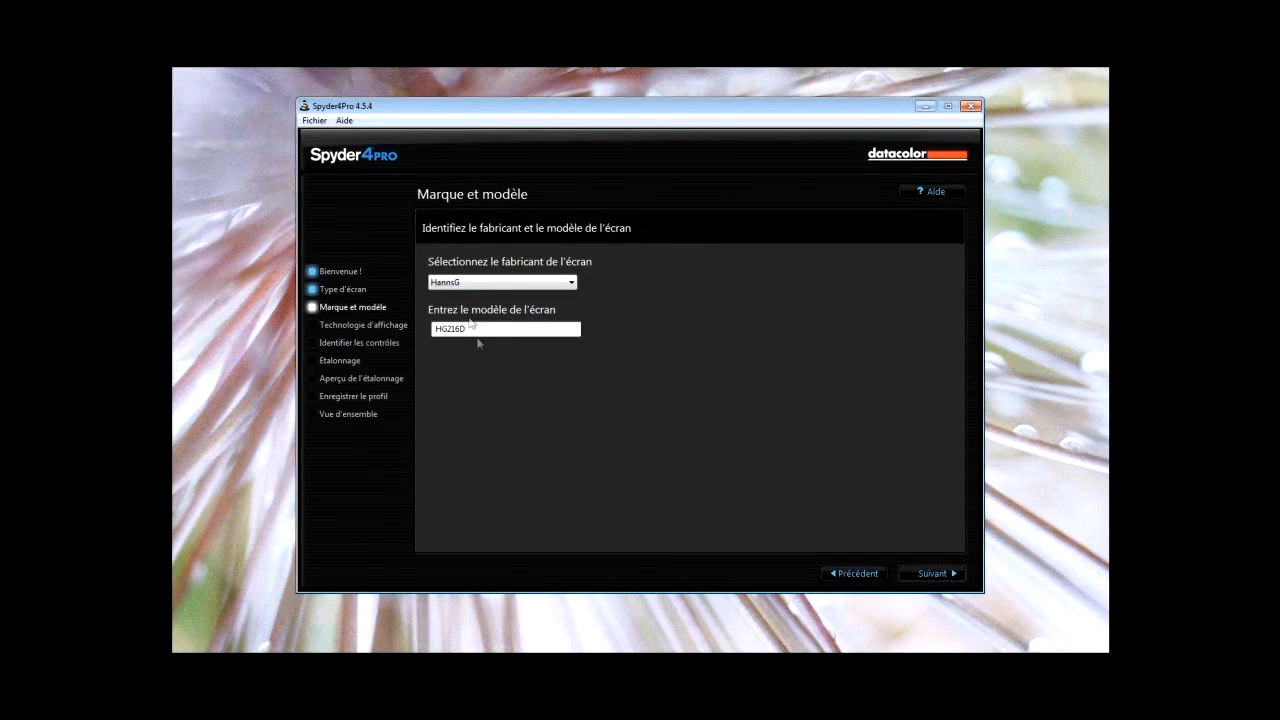 Spyder4Pro 4.5.4
Fichier Aide
Spyder4PRO
datacolor
Marque et modèle
? Aide
Identifiez le fabricant et le modèle de l'écran
Sélectionnez le fabricant de l'écran
HannsG
Entrez le modèle de l'écran
HG216D
Bienvenue !
Type d'écran
Marque et modèle
Technologie d'affichage
Identifier les contrôles
Etalonnage
Aperçu de l'étalonnage
Enregistrer le profil
Vue d'ensemble
Précédent
Suivant